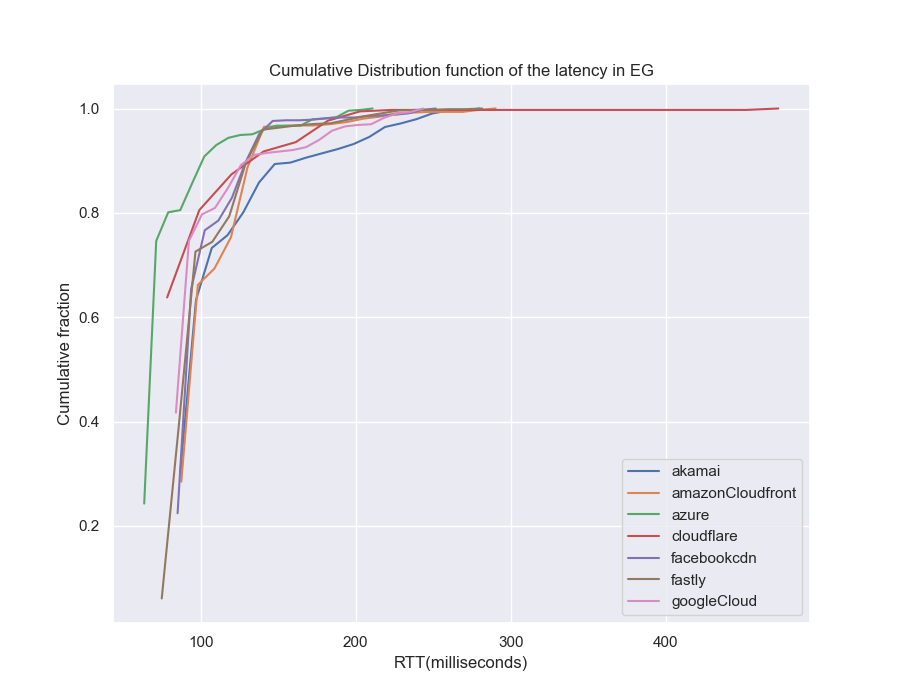 Cumulative Distribution function of the latency in EG
1.0
0.8
0.6
0.4
0.2
Cumulative fraction
100
200
300
400
RTT(milliseconds)
akamai
amazonCloudfront
azure
cloudflare
facebookcdn
fastly
googleCloud